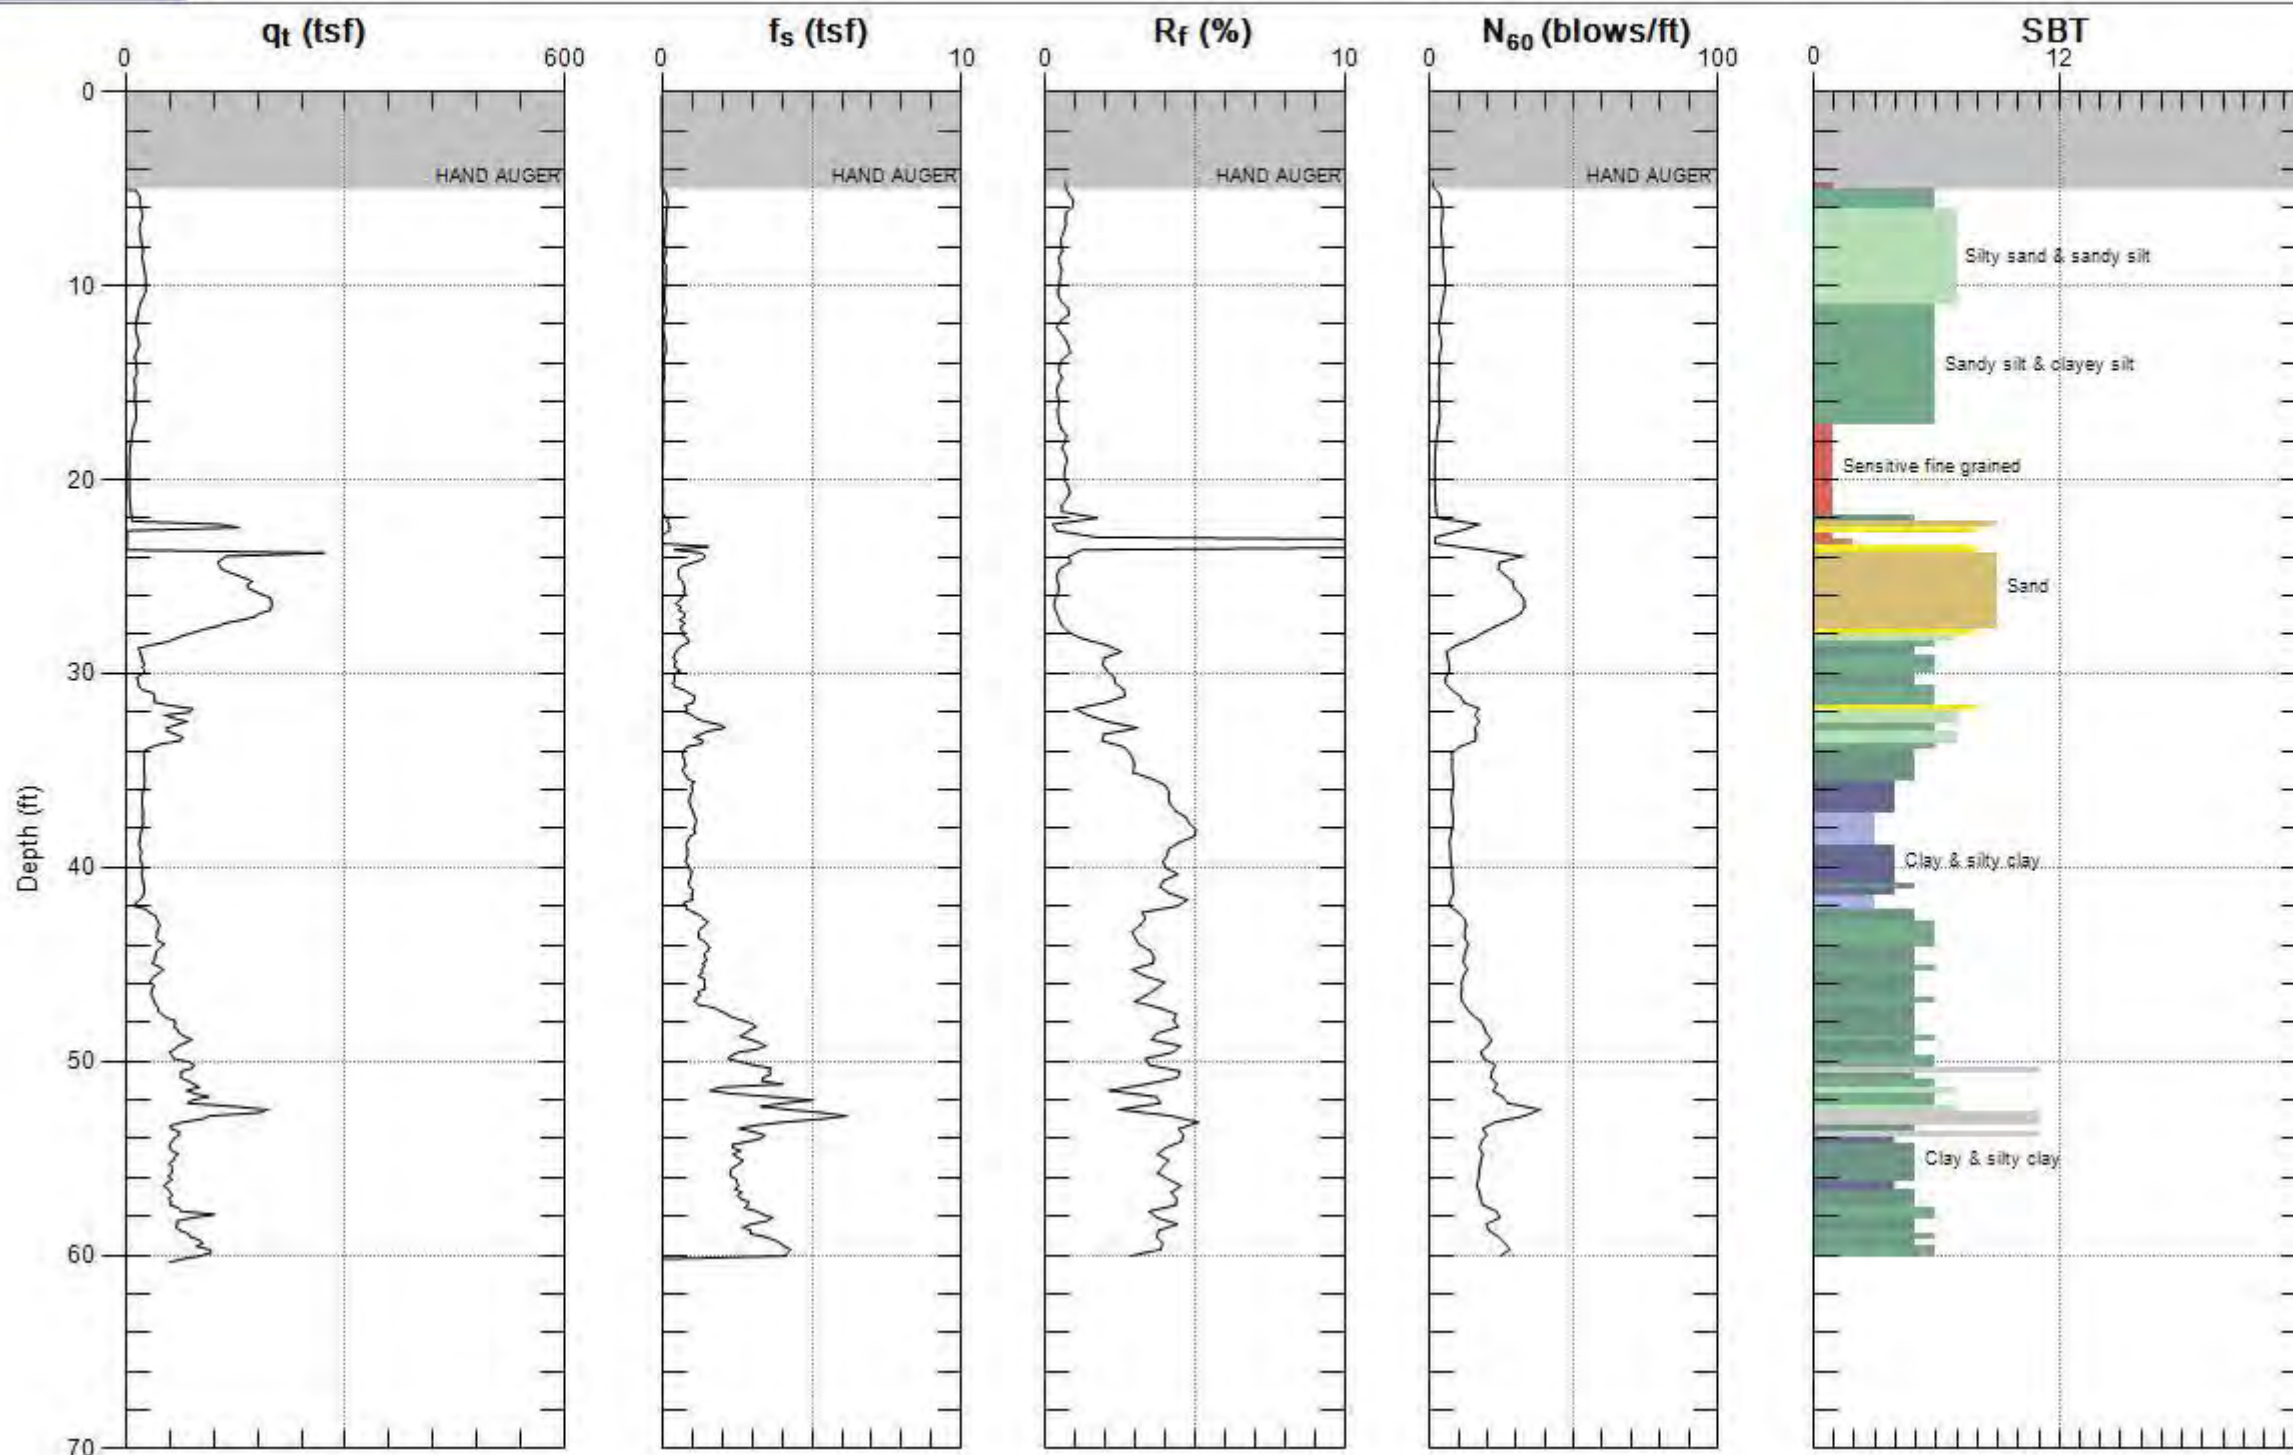 qt (tsf) fs (tsf) Rf (%) N60 (blows/ft) SBT
0 600 0 10 0 10 0 100 0 12
0
HAND AUGER HAND AUGER HAND AUGER HAND AUGER
Silty sand & sandy silt
10
Sandy silt & clayey silt
Sensitive fine grained
20
Sand
30
Depth (ft)
Clay & silty clay
40
50
Clay & silty clay
60
70